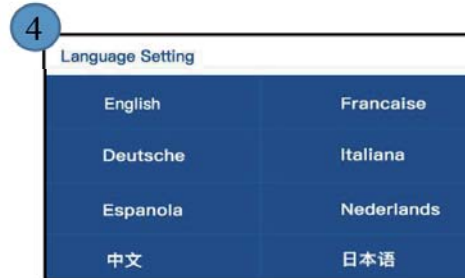 4
Language Setting
English Francaise
Deutsche Italiana
Espanola Nederlands
中文 日本语